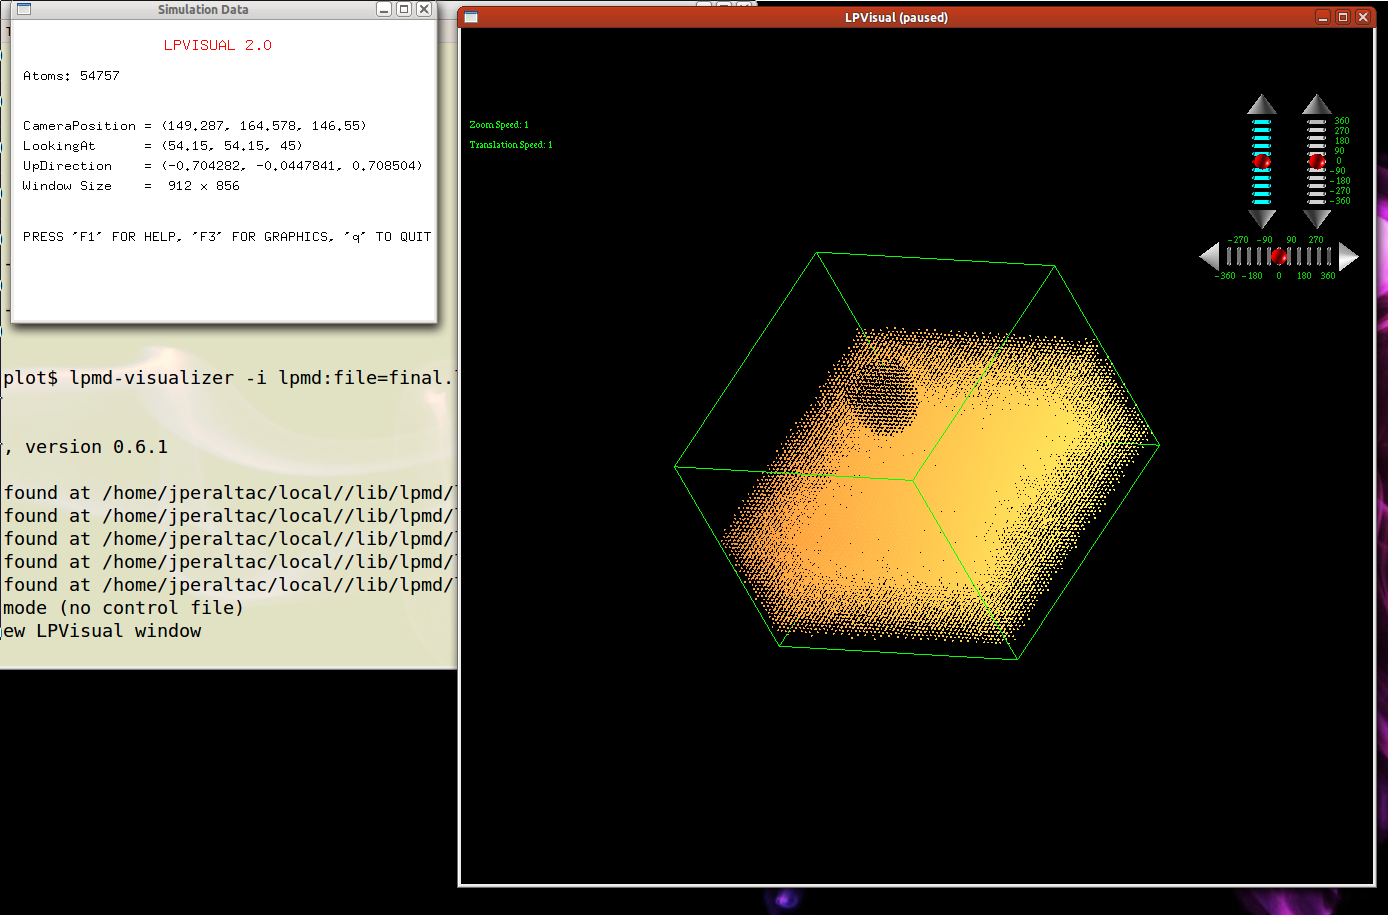 Simulation Data
LPVISUAL 2.0
Atoms: 54757
CameraPosition = (149.287, 164.578, 146.55)
LookingAt = (54.15, 54.15, 45)
UpDirection = (-0.704282, -0.0447841, 0.708504)
Window Size = 912 x 856
PRESS "F1" FOR HELP, "F3" FOR GRAPHICS, "q" TO QUIT
plot$ lpmd-visualizer -i lpmd:file=final.
, version 0.6.1
found at /home/jperaltac/local//lib/lpmd/
found at /home/jperaltac/local//lib/lpmd/
found at /home/jperaltac/local//lib/lpmd/
found at /home/jperaltac/local//lib/lpmd/
found at /home/jperaltac/local//lib/lpmd/
mode (no control file)
ew LPVisual window
LPVisual (paused)
Zoom Speed: 1
Translation Speed: 1
360
270
180
90
0
-90
-180
-270
-360
-270 -90 90 270
-360 -180 0 180 360